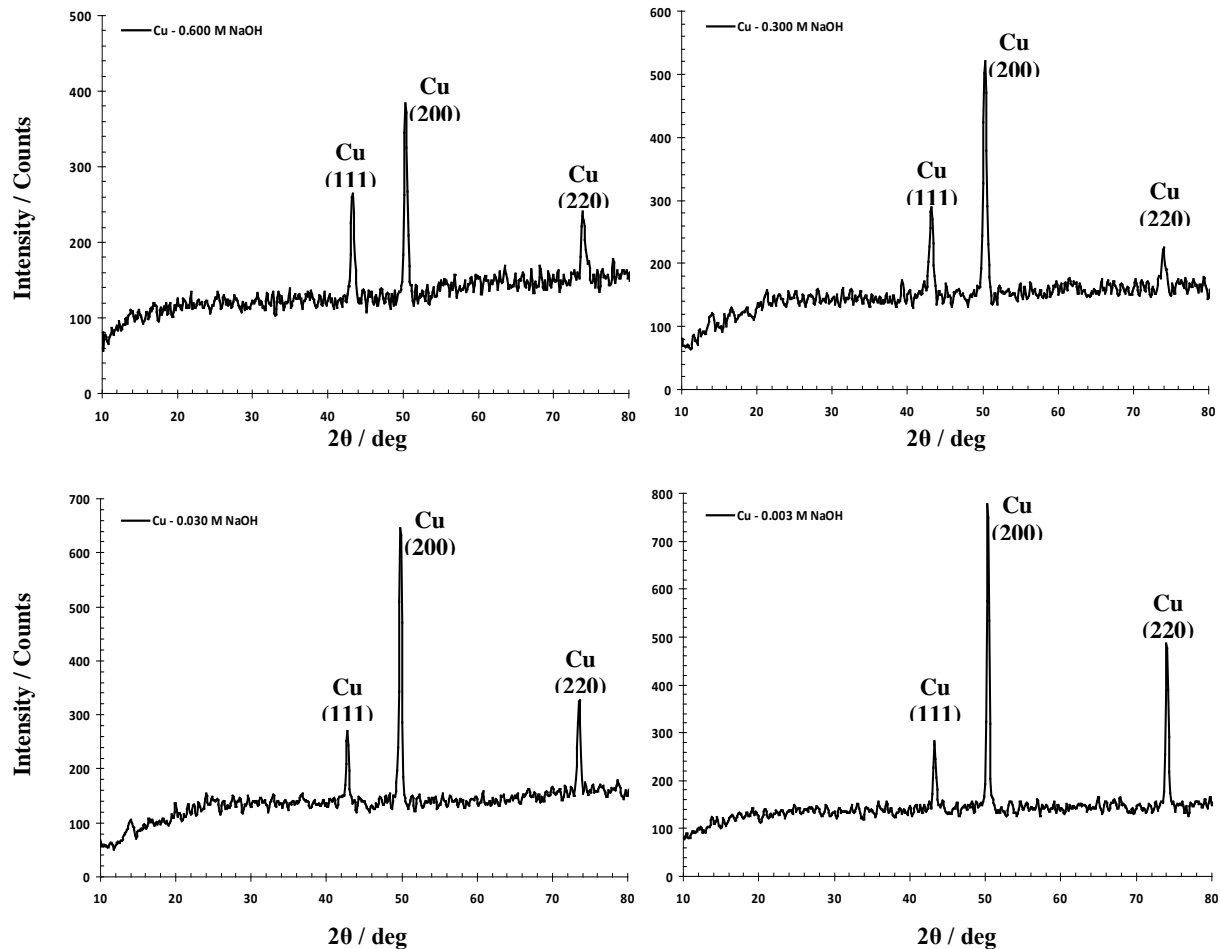 Cu - 0.600 M NaOH
Intensity / Counts
500
400
300
200
100
0
Cu
(111)
Cu
(200)
Cu
(220)
10 20 30 40 50 60 70 80
2θ / deg
Cu - 0.300 M NaOH
600
500
400
300
200
100
0
Cu
(111)
Cu
(200)
Cu
(220)
10 20 30 40 50 60 70 80
2θ / deg
Cu - 0.030 M NaOH
Intensity / Counts
700
600
500
400
300
200
100
0
Cu
(111)
Cu
(200)
Cu
(220)
10 20 30 40 50 60 70 80
2θ / deg
Cu - 0.003 M NaOH
800
700
600
500
400
300
200
100
0
Cu
(111)
Cu
(200)
Cu
(220)
10 20 30 40 50 60 70 80
2θ / deg